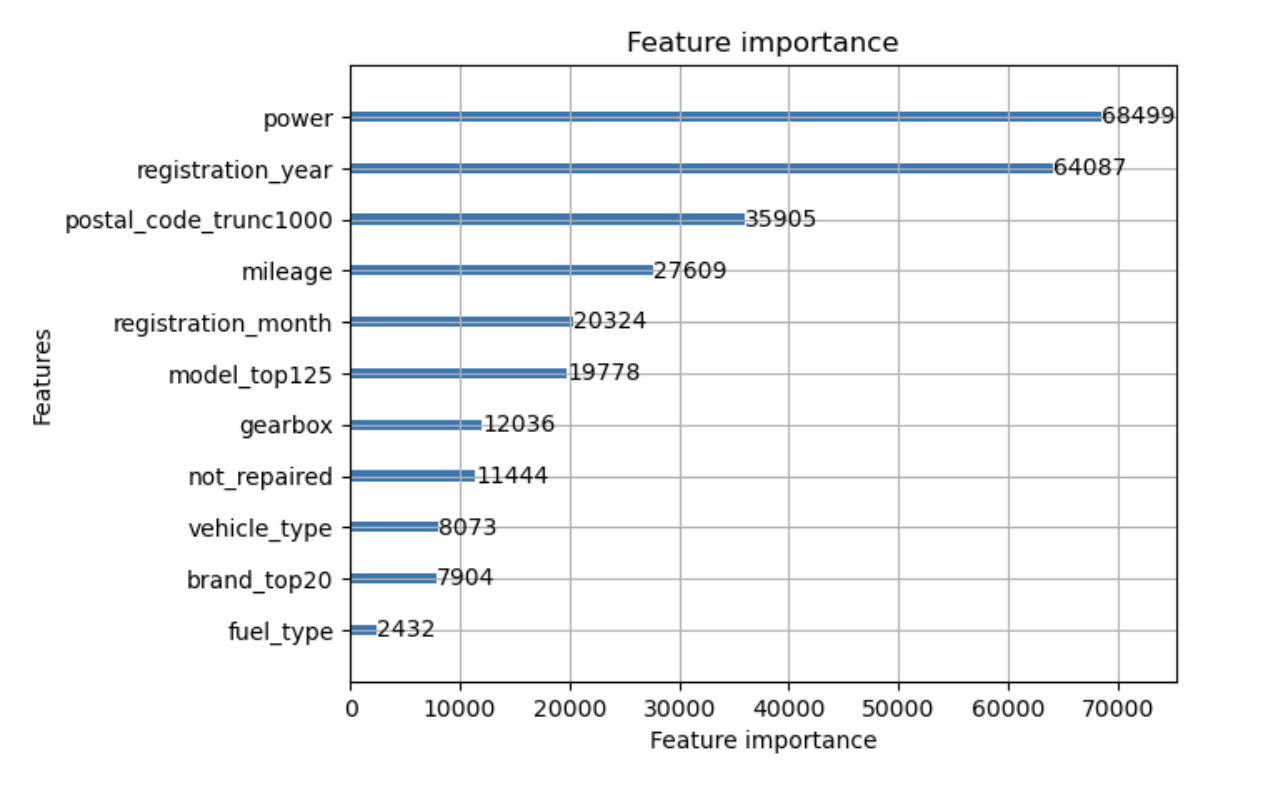 Feature importance
power 68499
registration_year 64087
postal_code_trunc1000 35905
mileage 27609
registration_month 20324
model_top125 19778
gearbox 12036
not_repaired 11444
vehicle_type 8073
brand_top20 7904
fuel_type 2432
Features
0 10000 20000 30000 40000 50000 60000 70000
Feature importance